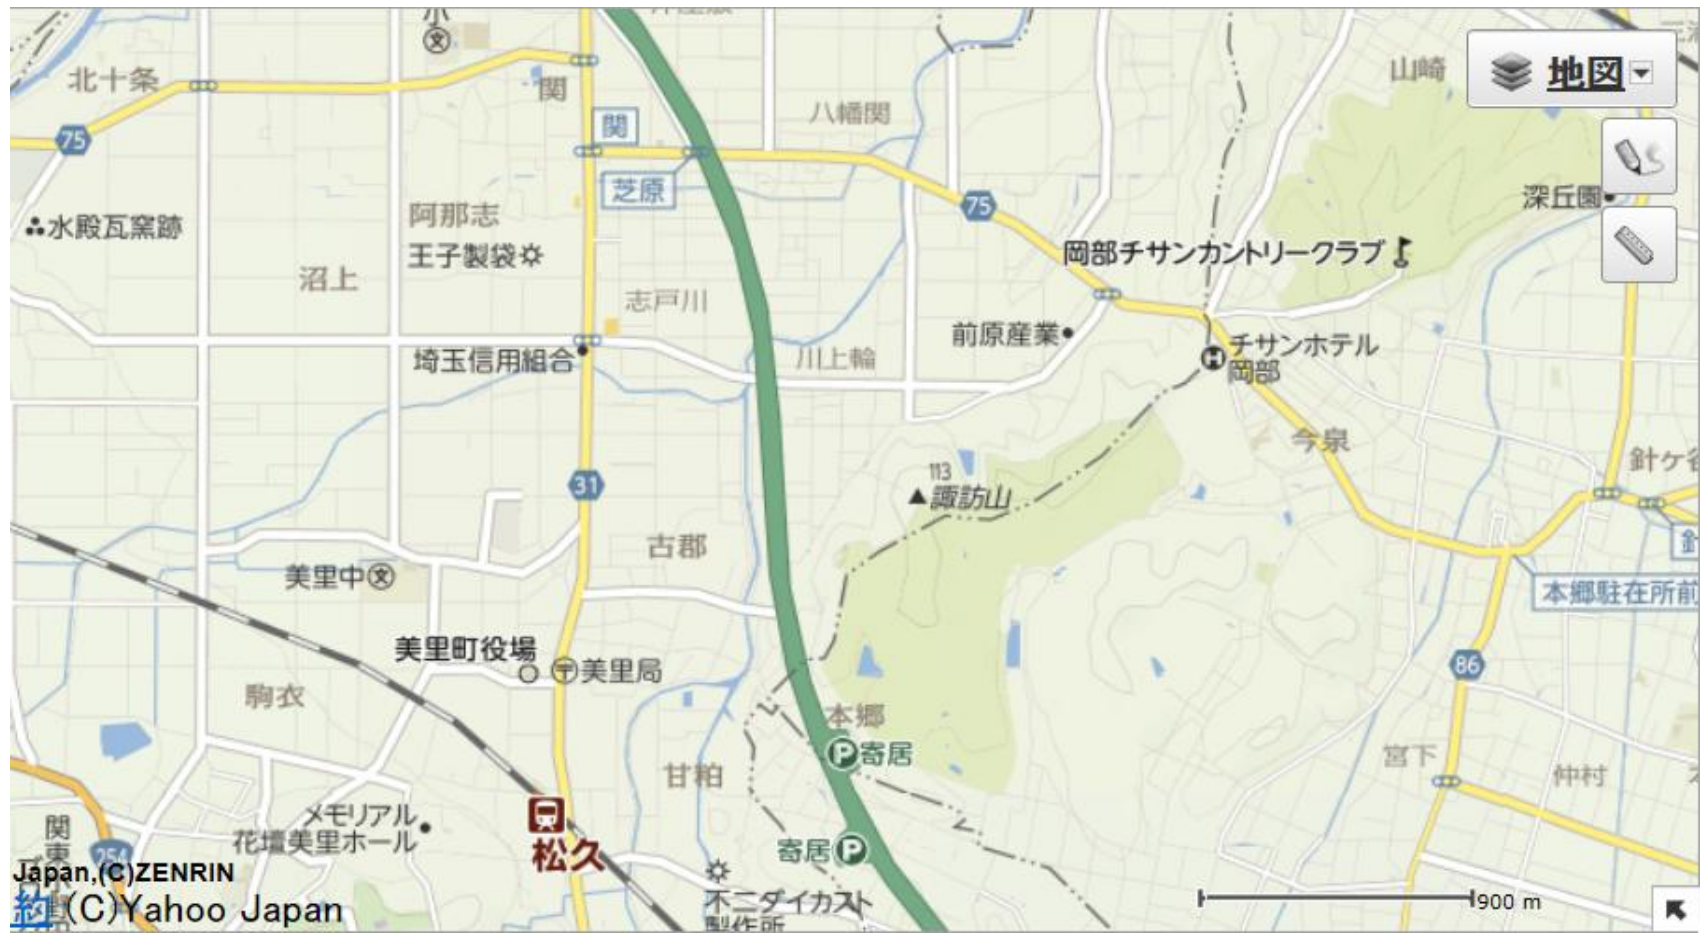 小
北十条
関
山崎
地図
75
関
八幡関
芝原
75
深丘園
水殿瓦窯跡
阿那志
王子製袋
岡部チサンカントリークラブ
沼上
志戸川
前原産業
チサンホテル
岡部
埼玉信用組合
川上輪
今泉
針ケ谷
113
諏訪山
31
古郡
美里中
本郷駐在所前
美里町役場
美里局
86
駒衣
本郷
寄居
宮下
甘粕
仲村
メモリアル
花壇美里ホール
関東
254
松久
寄居
不二ダイカスト
製作所
Japan,(C)ZENRIN
約 (C)Yahoo Japan
900 m